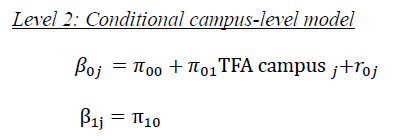 Level 2: Conditional campus-level model
β₀ⱼ = π₀₀ + π₀₁TFA campus ⱼ+r₀ⱼ
β₁ⱼ = π₁₀